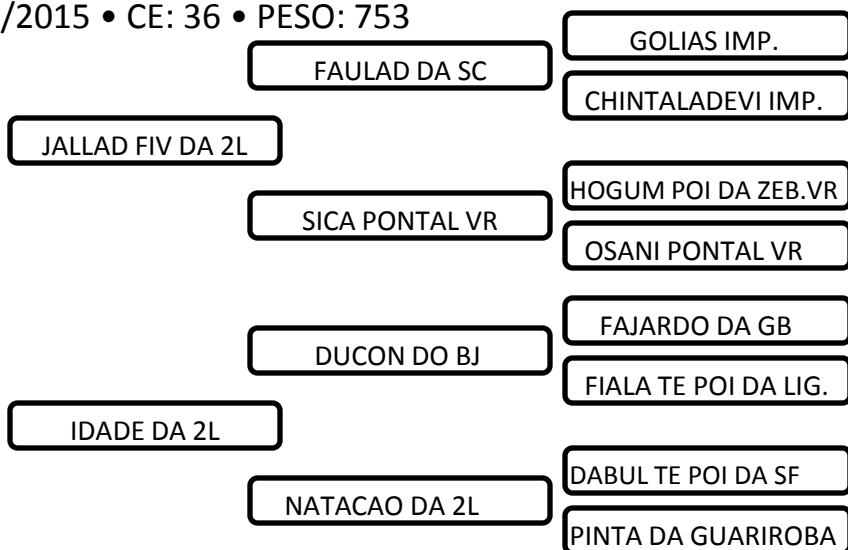 /2015 • CE: 36 • PESO: 753
GOLIAS IMP.
FAULAD DA SC
CHINTALADEVI IMP.
JALLAD FIV DA 2L
HOGUM POI DA ZEB.VR
SICA PONTAL VR
OSANI PONTAL VR
FAJARDO DA GB
DUCON DO BJ
FIALA TE POI DA LIG.
IDADE DA 2L
DABUL TE POI DA SF
NATACAO DA 2L
PINTA DA GUARIROBA